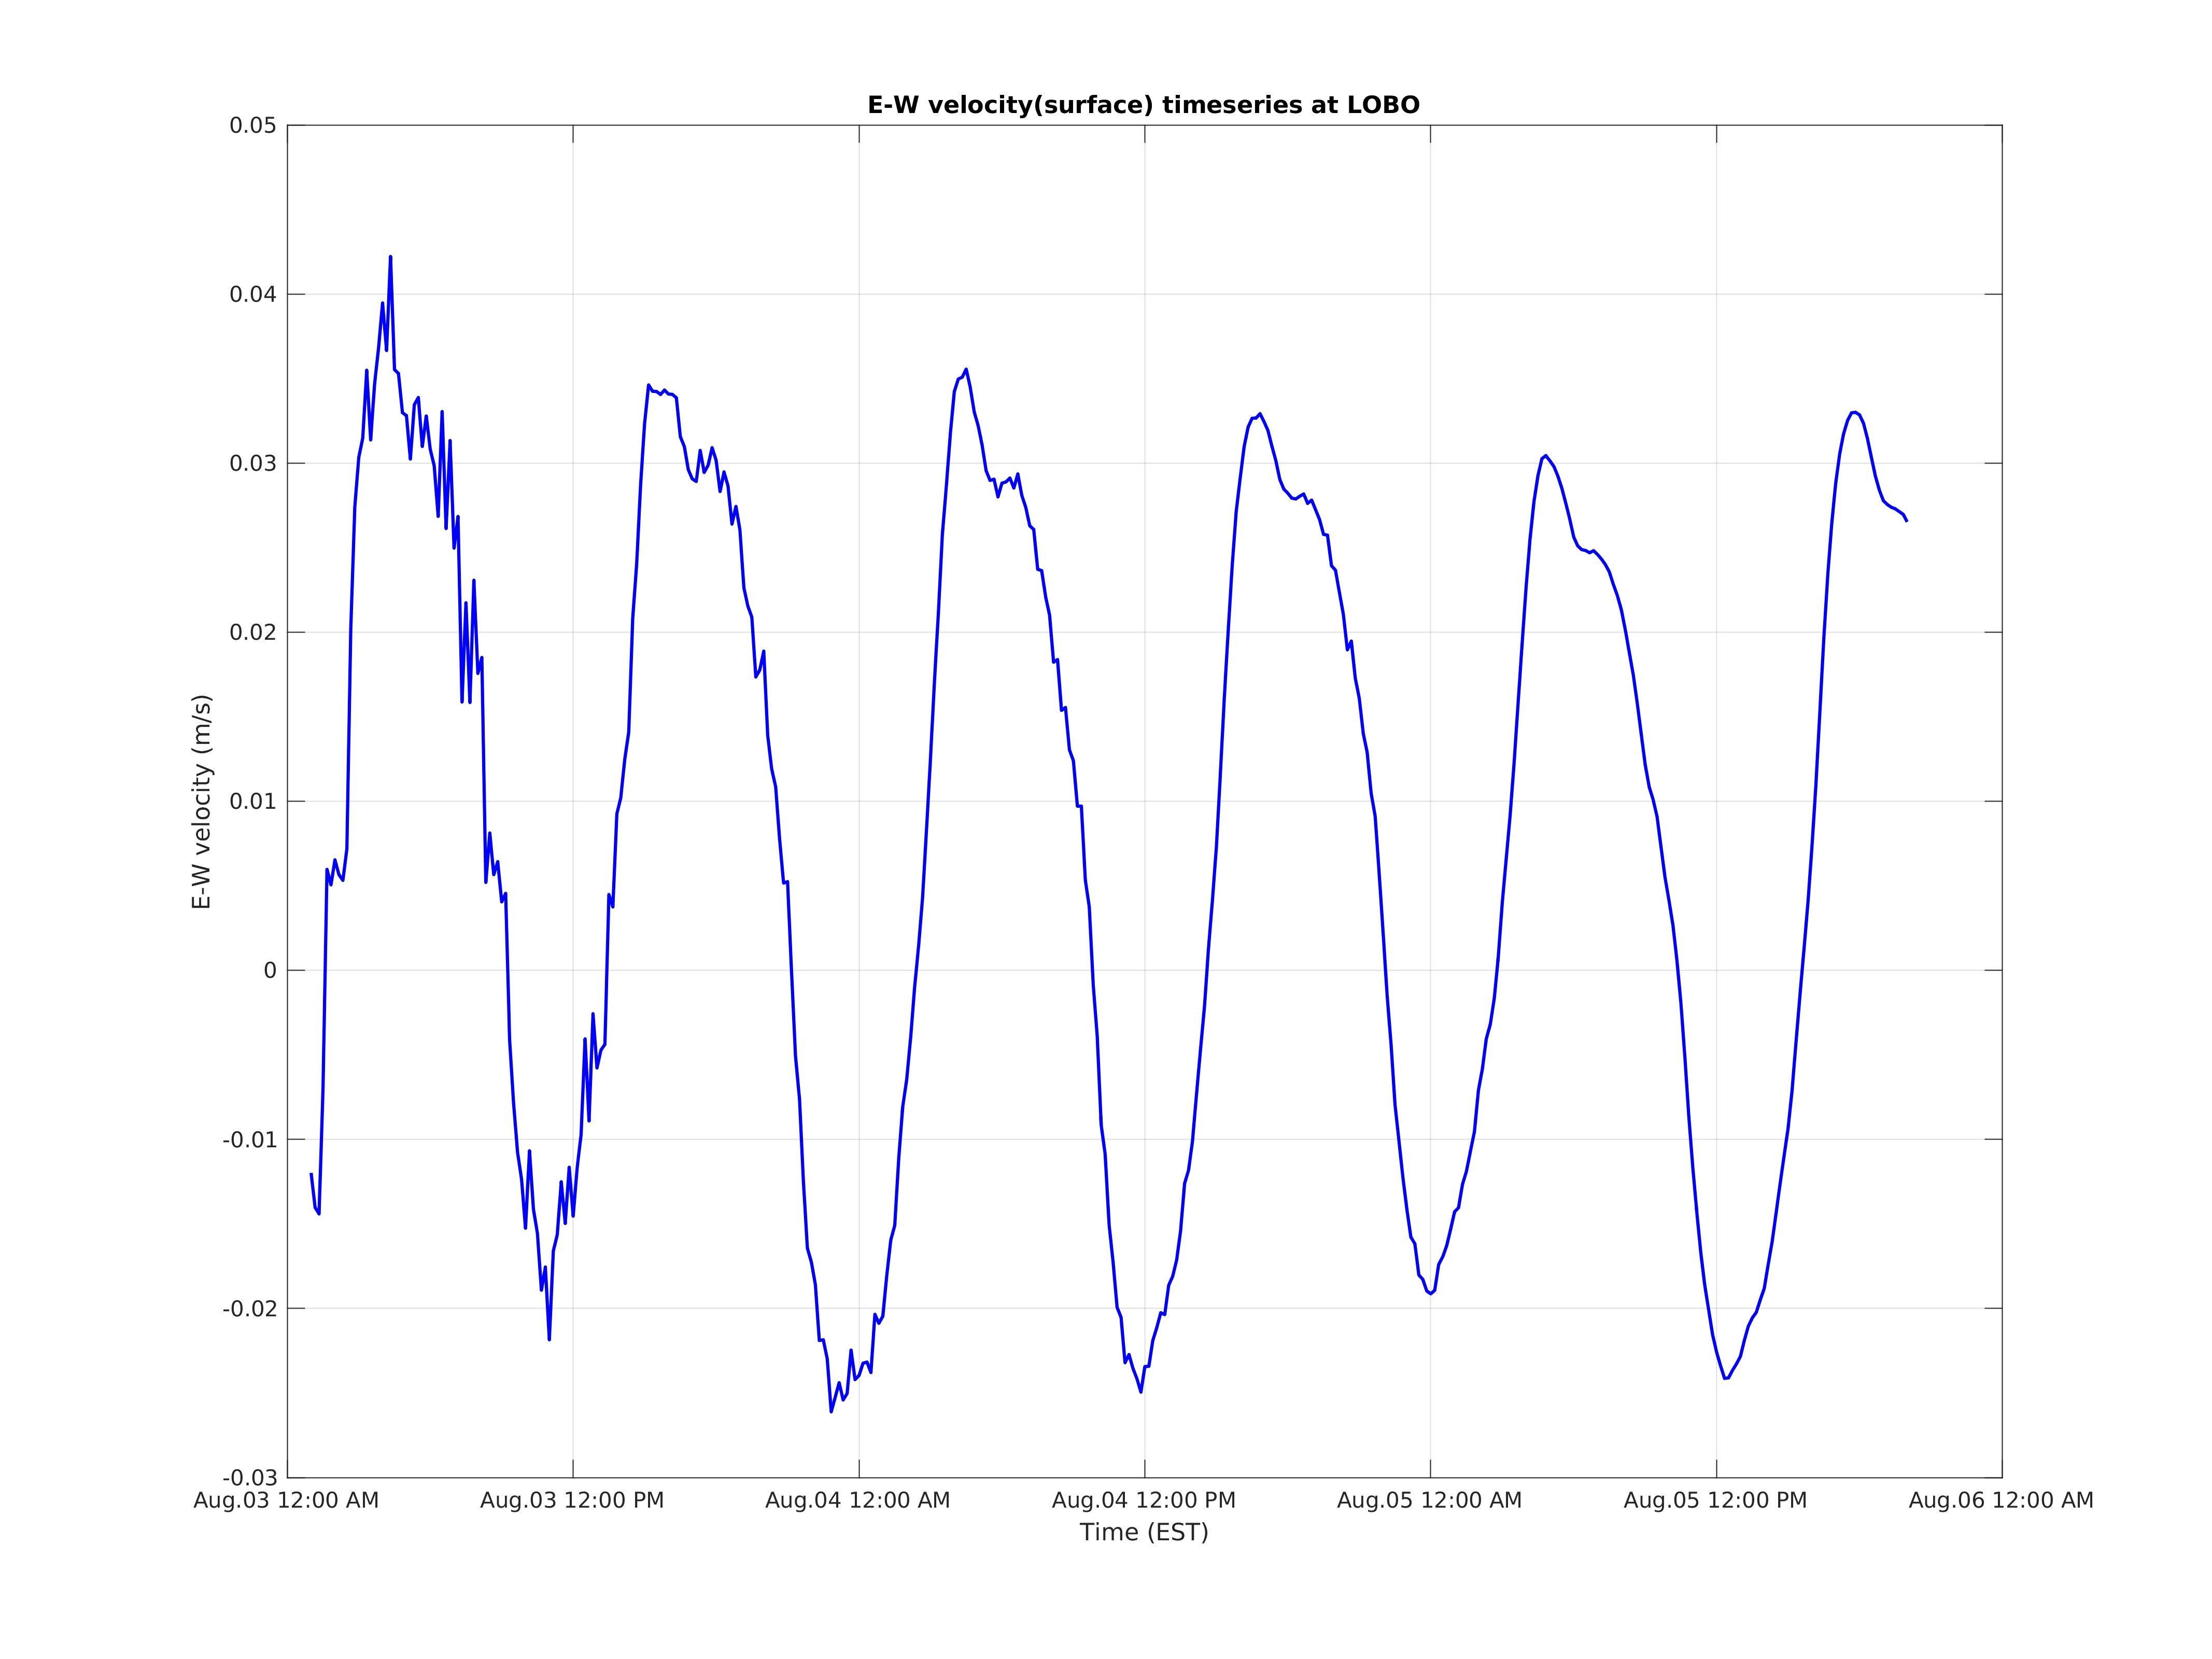 E-W velocity(surface) timeseries at LOBO
0.05
0.04
0.03
0.02
0.01
0
-0.01
-0.02
-0.03
E-W velocity (m/s)
Aug.03 12:00 AM Aug.03 12:00 PM Aug.04 12:00 AM Aug.04 12:00 PM Aug.05 12:00 AM Aug.05 12:00 PM Aug.06 12:00 AM
Time (EST)